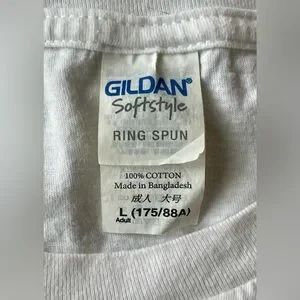 GILDAN®
Softstyle
RING SPUN
100% COTTON
Made in Bangladesh
成人 大号
L (175/88A)
Adult